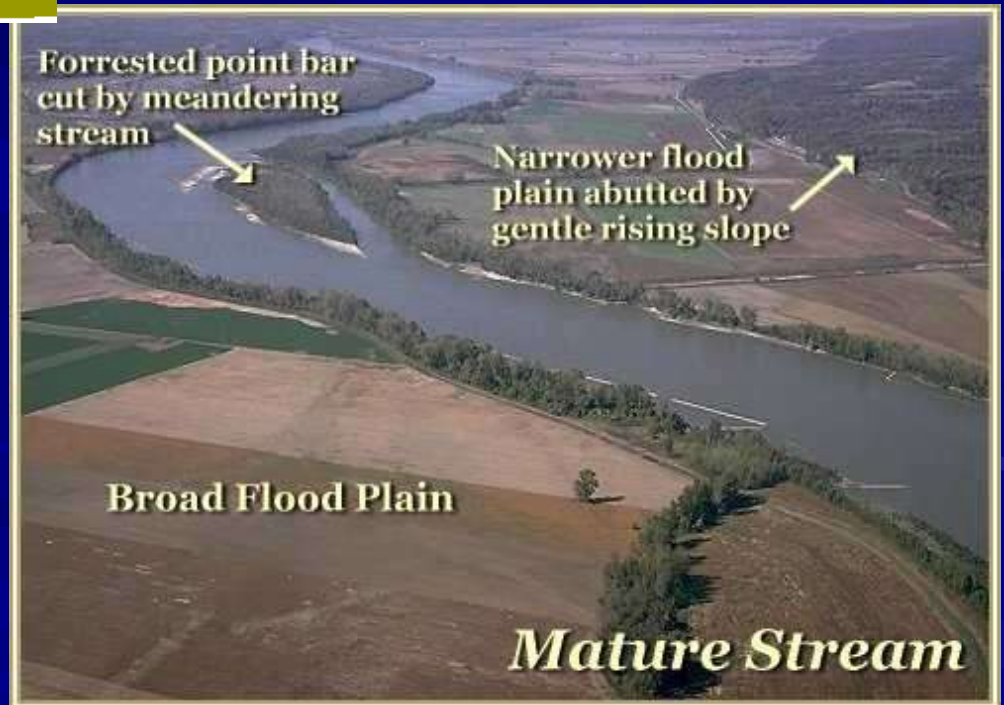 Forrested point bar
cut by meandering
stream
Narrower flood
plain abutted by
gentle rising slope
Broad Flood Plain
Mature Stream